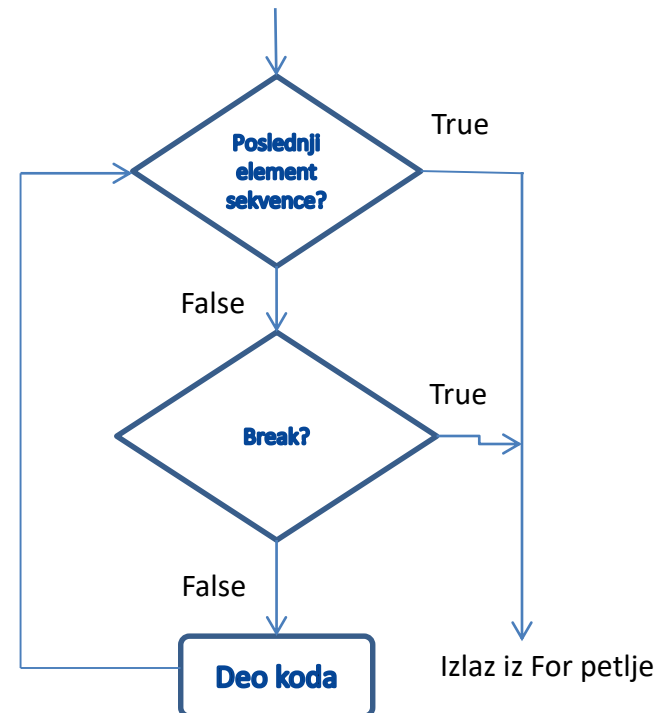 True
Poslednji
element
sekvence?
False
True
Break?
False
Deo koda
Izlaz iz For petlje